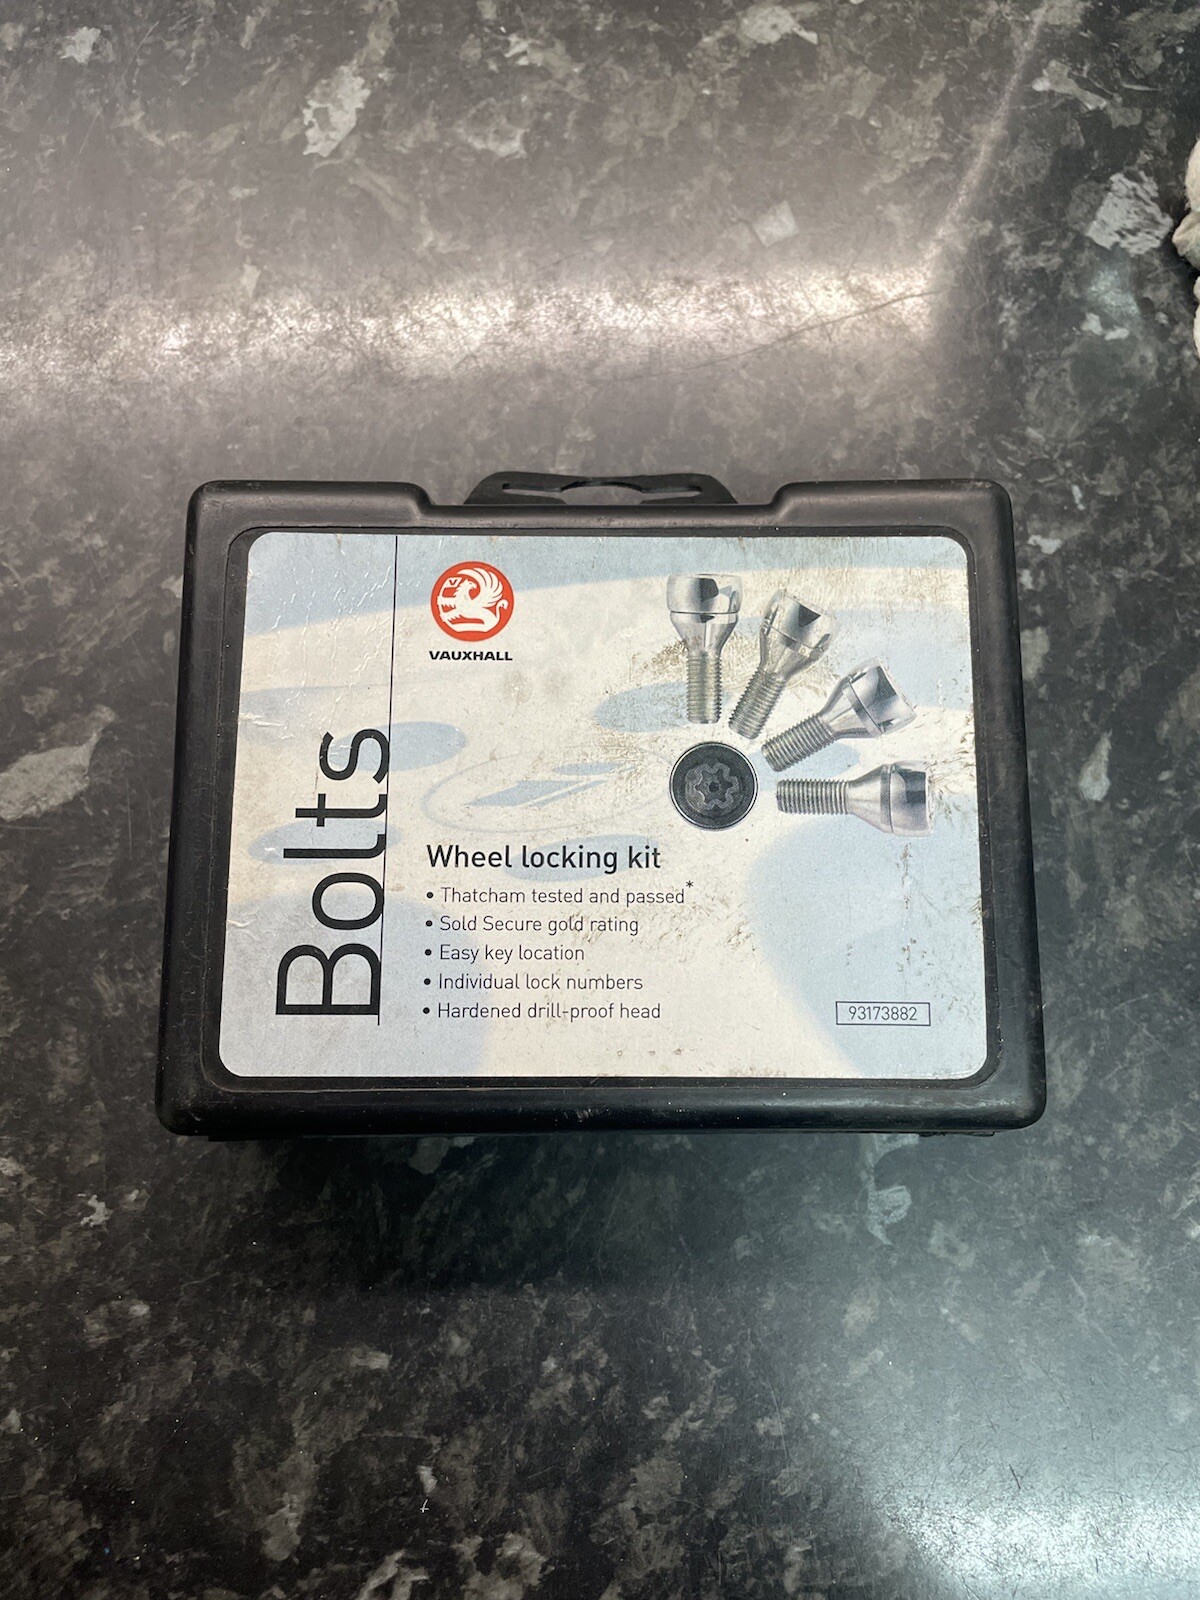 VAUXHALL
Bolts
Wheel locking kit
• Thatcham tested and passed*
• Sold Secure gold rating
• Easy key location
• Individual lock numbers
• Hardened drill-proof head
93173882